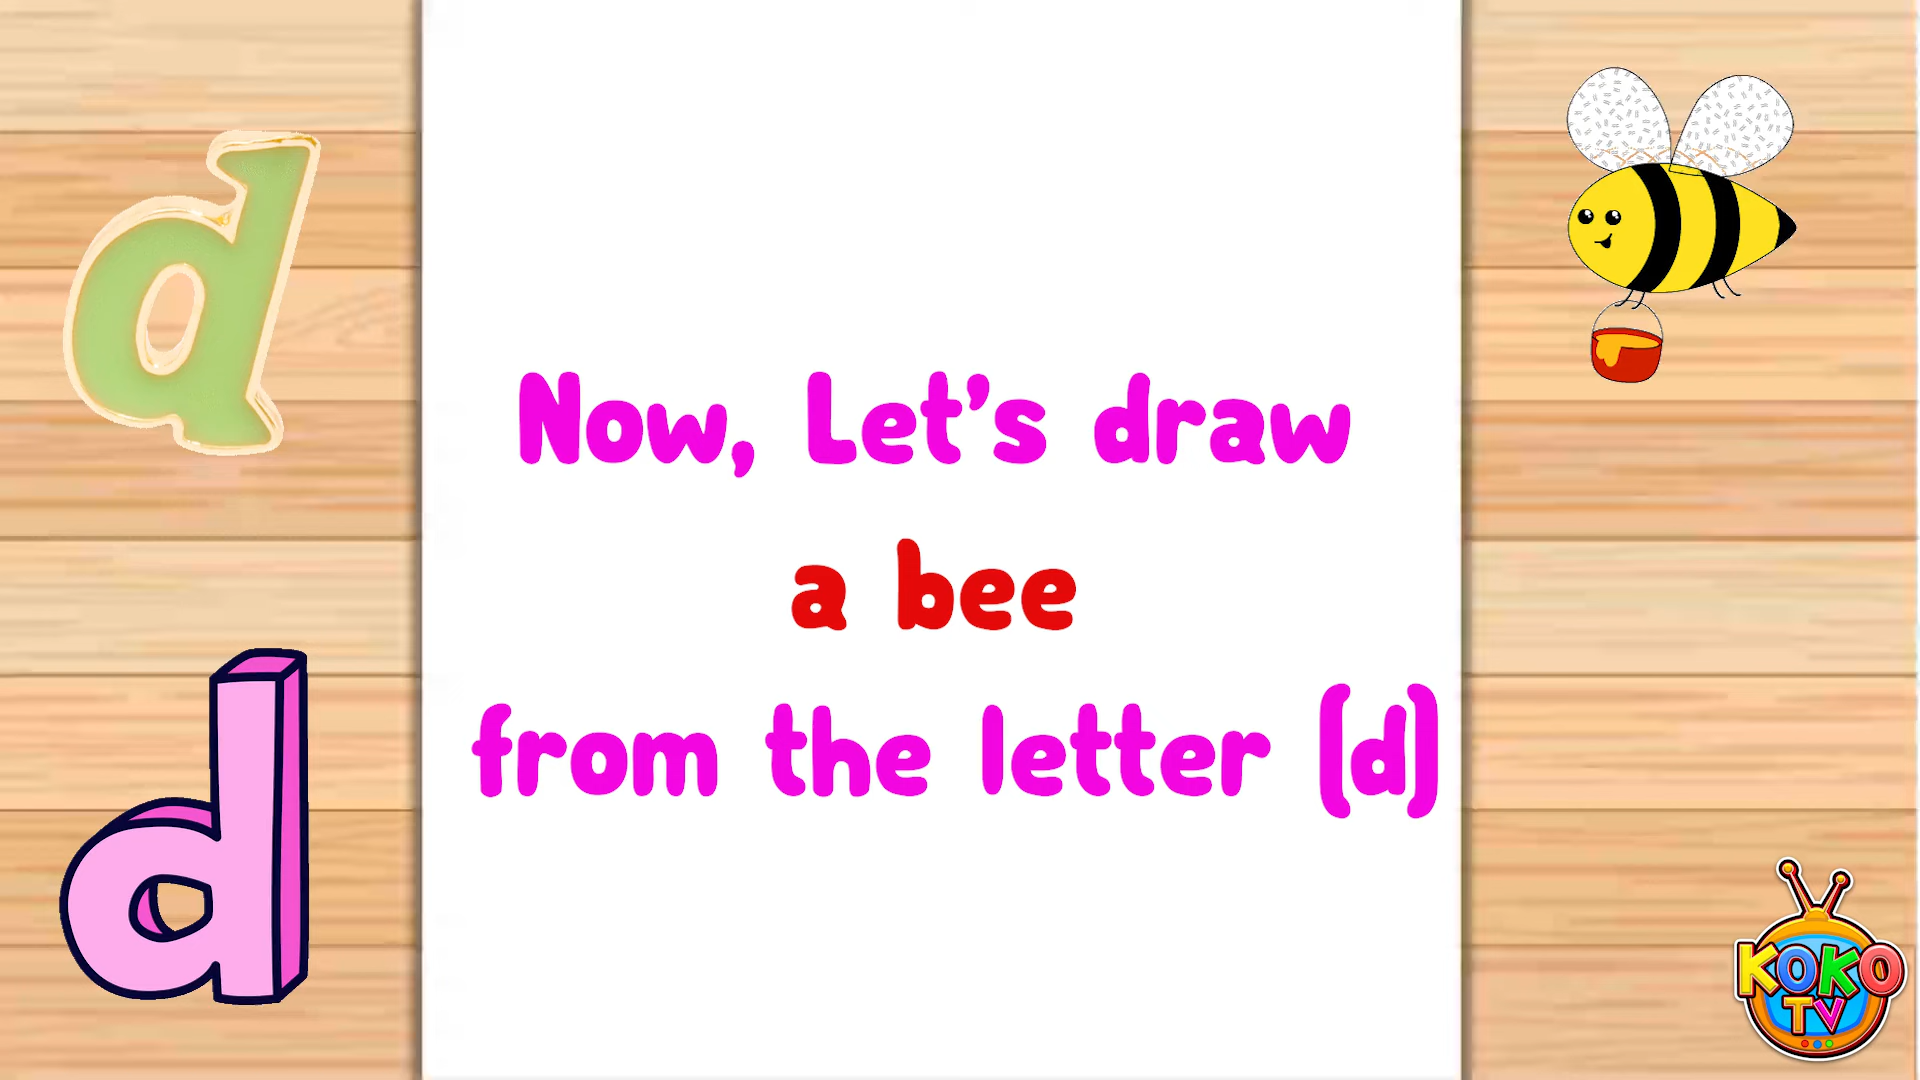 d
d
Now, Let's draw
a bee
from the letter (d)
KOKO
TV